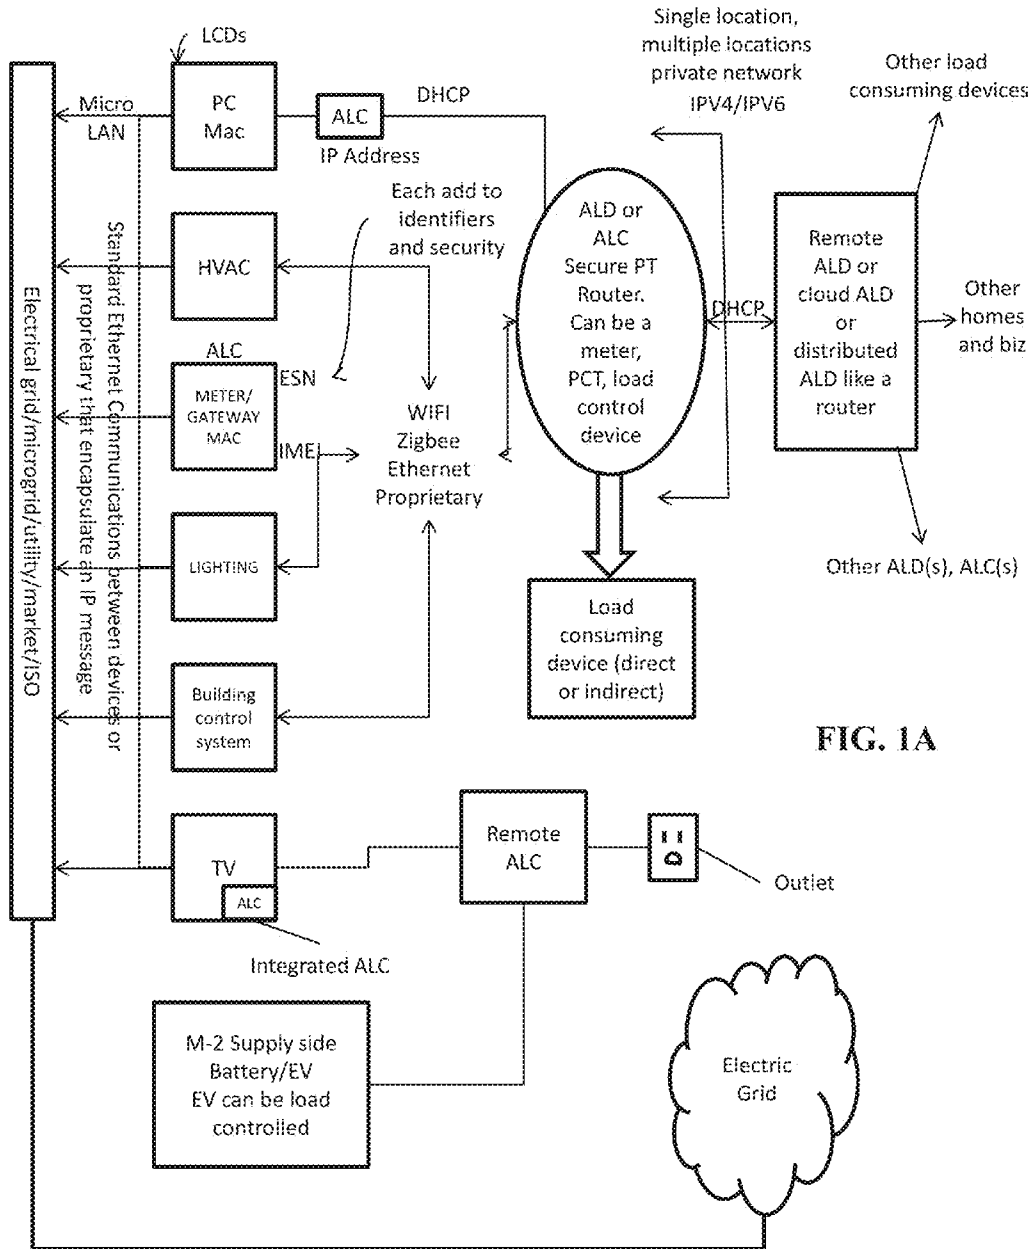 Single location,
multiple locations
private network
IPV4/IPV6
LCDs
PC
Mac
Micro
LAN
ALC
IP Address
DHCP
Other load
consuming devices
Each add to
identifiers
and security
HVAC
ALC
METER/
GATEWAY
MAC
ESN
IMEI
WIFI
Zigbee
Ethernet
Proprietary
ALD or
ALC
Secure PT
Router.
Can be a
meter,
PCT, load
control
device
DHCP
Remote
ALD or
cloud ALD
or
distributed
ALD like a
router
Other
homes
and biz
Other ALD(s), ALC(s)
LIGHTING
Load
consuming
device (direct
or indirect)
Electrical grid/microgrid/utility/market/ISO
Standard Ethernet Communications between devices or
proprietary that encapsulate an IP message
Building
control
system
FIG. 1A
TV
ALC
Integrated ALC
Remote
ALC
Outlet
M-2 Supply side
Battery/EV
EV can be load
controlled
Electric
Grid